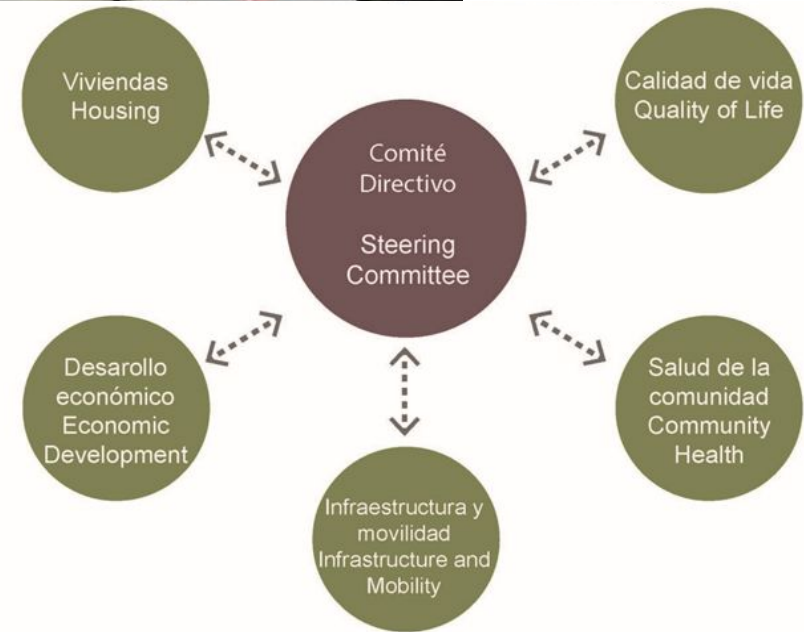 Viviendas
Housing
Calidad de vida
Quality of Life
Comité
Directivo
Steering
Committee
Desarollo
económico
Economic
Development
Salud de la
comunidad
Community
Health
Infraestructura y
movilidad
Infrastructure and
Mobility